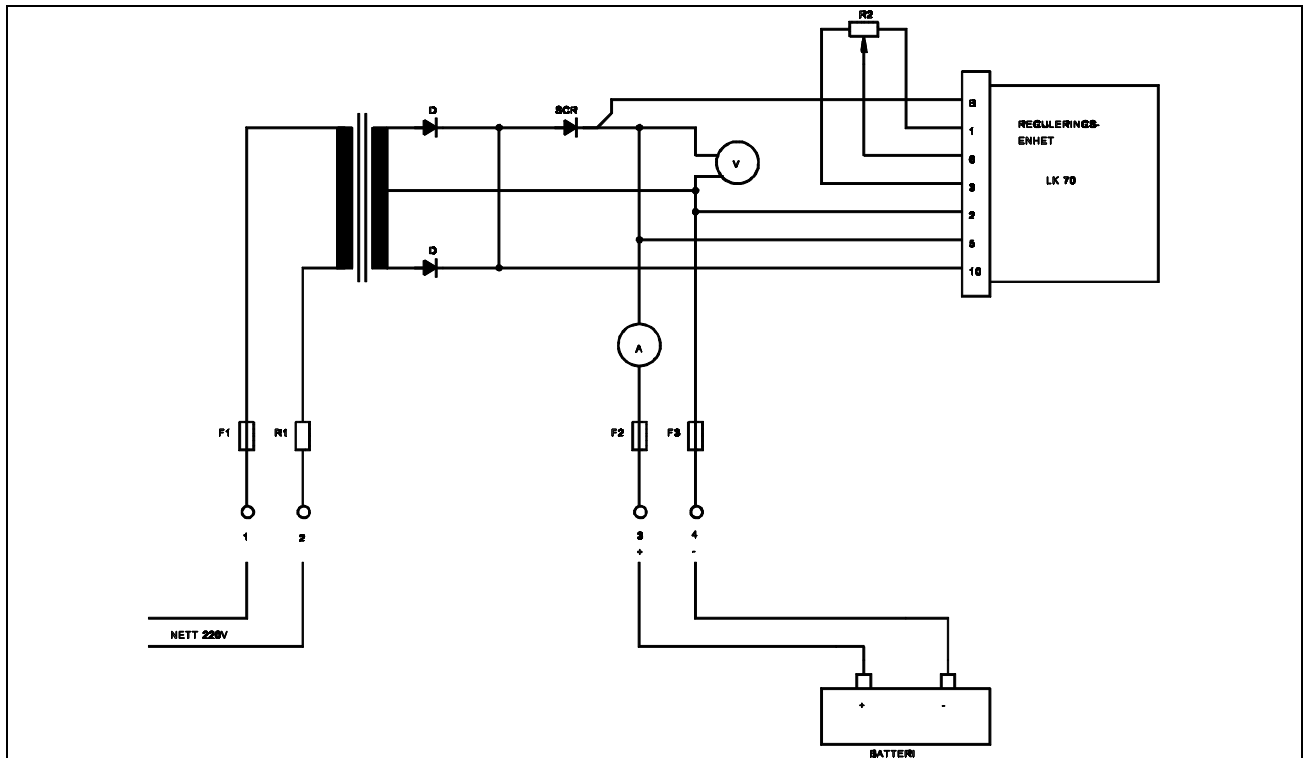 R2
D
SCR
V
1
6
3
2
5
10
REGULERINGS-
ENHET
LK 70
D
A
F1
R1
F2
F3
1
2
3
4
+
-
NETT 220V
+
-
BATTERI